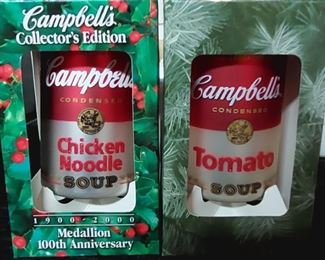 Campbell's
Collector's Edition
Campbell's
CONDENSED
Chicken
Noodle
SOUP
1900-2000
Medallion
100th Anniversary
Campbell's
CONDENSED
Tomato
SOUP